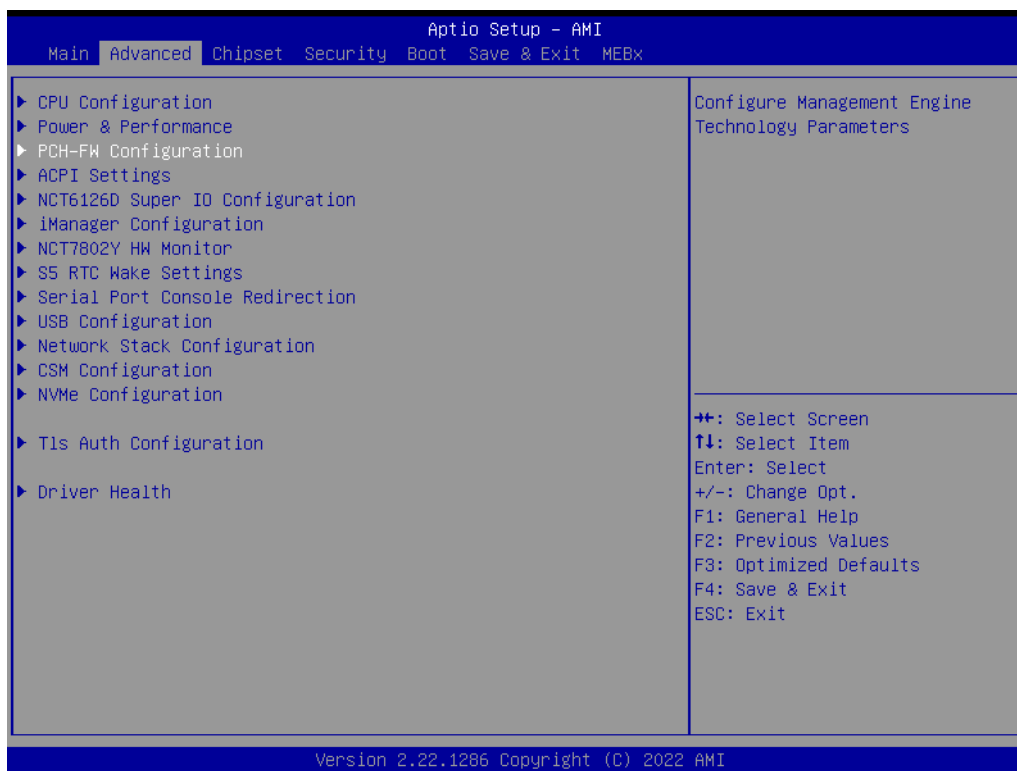 Aptio Setup – AMI
Main Advanced Chipset Security Boot Save & Exit MEBx
CPU Configuration
Power & Performance
PCH-FW Configuration
ACPI Settings
NCT6126D Super IO Configuration
iManager Configuration
NCT7802Y HW Monitor
S5 RTC Wake Settings
Serial Port Console Redirection
USB Configuration
Network Stack Configuration
CSM Configuration
NVMe Configuration
Tls Auth Configuration
Driver Health
Configure Management Engine
Technology Parameters
→←: Select Screen
↑↓: Select Item
Enter: Select
+/-: Change Opt.
F1: General Help
F2: Previous Values
F3: Optimized Defaults
F4: Save & Exit
ESC: Exit
Version 2.22.1286 Copyright (C) 2022 AMI